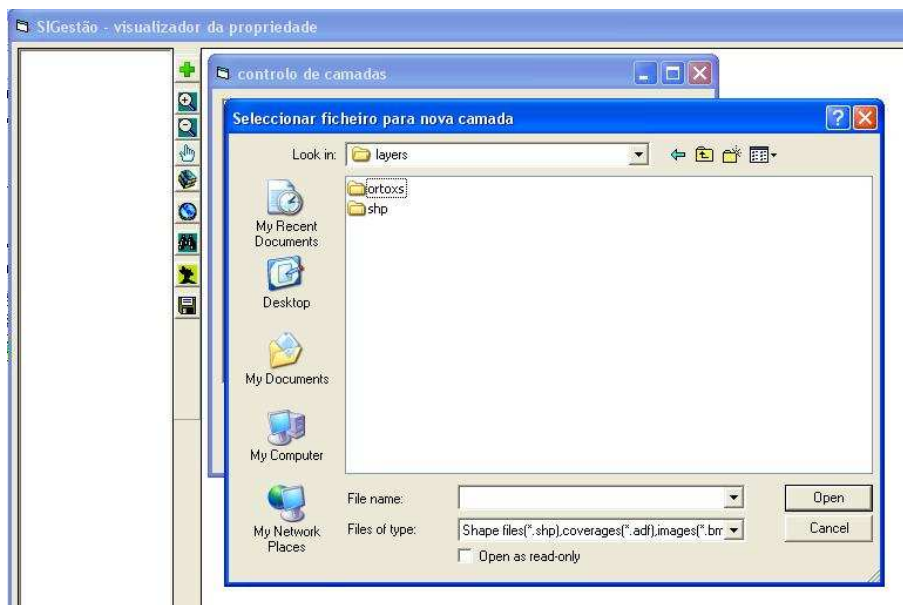 SIGestão - visualizador da propriedade
controlo de camadas
Seleccionar ficheiro para nova camada
Look in: layers
ortoxs
shp
My Recent
Documents
Desktop
My Documents
My Computer
My Network
Places
File name:
Open
Files of type: Shape files(*.shp),coverages(*.adf),images(*.bm
Cancel
Open as read-only